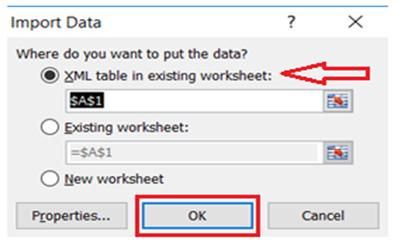 Import Data ? ×
Where do you want to put the data?
XML table in existing worksheet:
$A$1
Existing worksheet:
=$A$1
New worksheet
Properties... OK Cancel